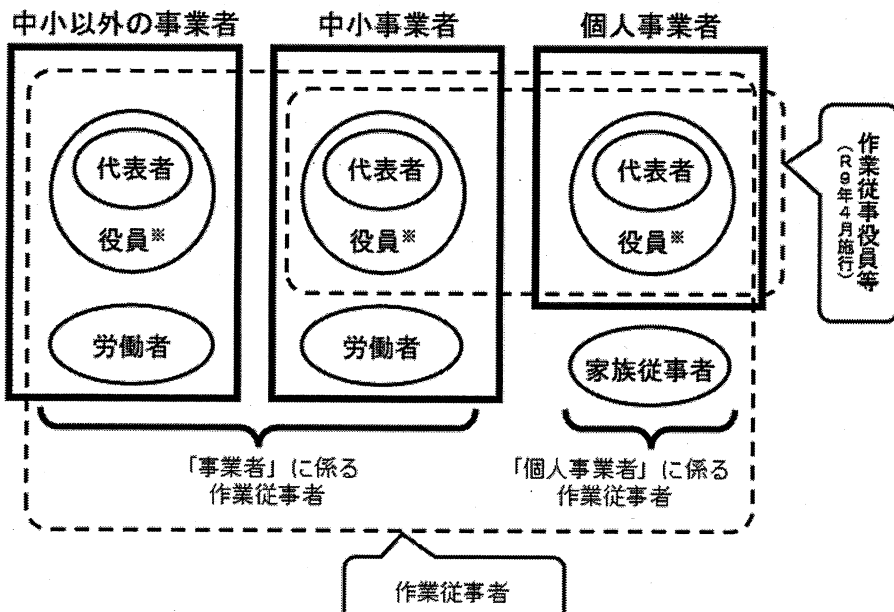 中小以外の事業者
中小事業者
個人事業者
代表者
役員※
労働者
代表者
役員※
労働者
代表者
役員※
家族従事者
作業従事役員等
（R9年4月施行）
「事業者」に係る
作業従事者
「個人事業者」に係る
作業従事者
作業従事者